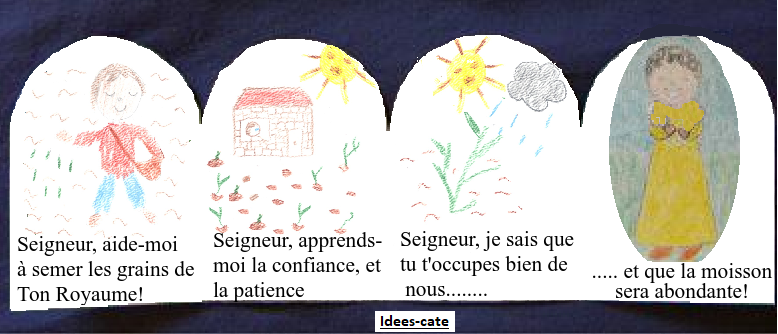 Seigneur, aide-moi
à semer les grains de
Ton Royaume!
Seigneur, apprends-
moi la confiance, et
la patience
Seigneur, je sais que
tu t'occupes bien de
nous........
..... et que la moisson
sera abondante!
Idees-cate